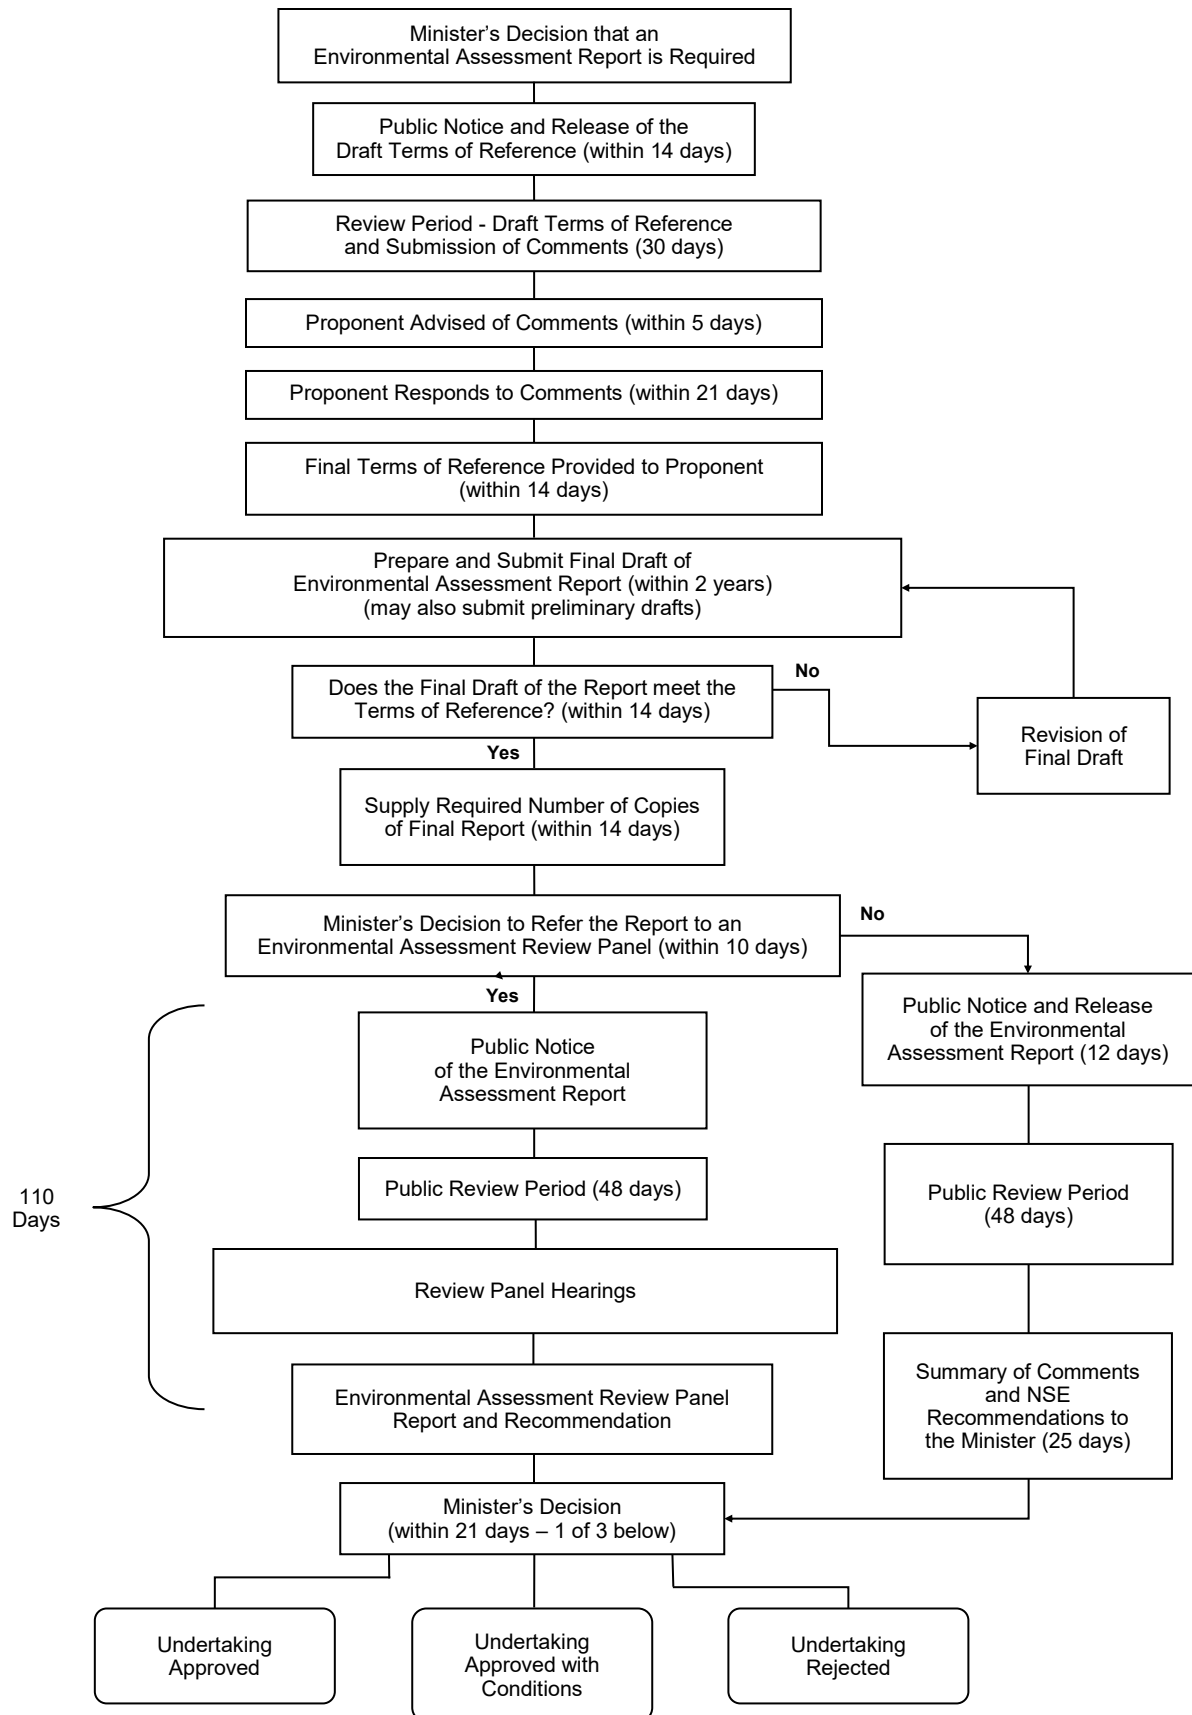 Minister’s Decision that an
Environmental Assessment Report is Required
Public Notice and Release of the
Draft Terms of Reference (within 14 days)
Review Period - Draft Terms of Reference
and Submission of Comments (30 days)
Proponent Advised of Comments (within 5 days)
Proponent Responds to Comments (within 21 days)
Final Terms of Reference Provided to Proponent
(within 14 days)
Prepare and Submit Final Draft of
Environmental Assessment Report (within 2 years)
(may also submit preliminary drafts)
Does the Final Draft of the Report meet the
Terms of Reference? (within 14 days)
No
Revision of
Final Draft
Yes
Supply Required Number of Copies
of Final Report (within 14 days)
Minister’s Decision to Refer the Report to an
Environmental Assessment Review Panel (within 10 days)
No
Yes
Public Notice and Release
of the Environmental
Assessment Report (12 days)
Public Notice
of the Environmental
Assessment Report
110
Days
Public Review Period (48 days)
Public Review Period
(48 days)
Review Panel Hearings
Summary of Comments
and NSE
Recommendations to
the Minister (25 days)
Environmental Assessment Review Panel
Report and Recommendation
Minister’s Decision
(within 21 days – 1 of 3 below)
Undertaking
Approved
Undertaking
Approved with
Conditions
Undertaking
Rejected